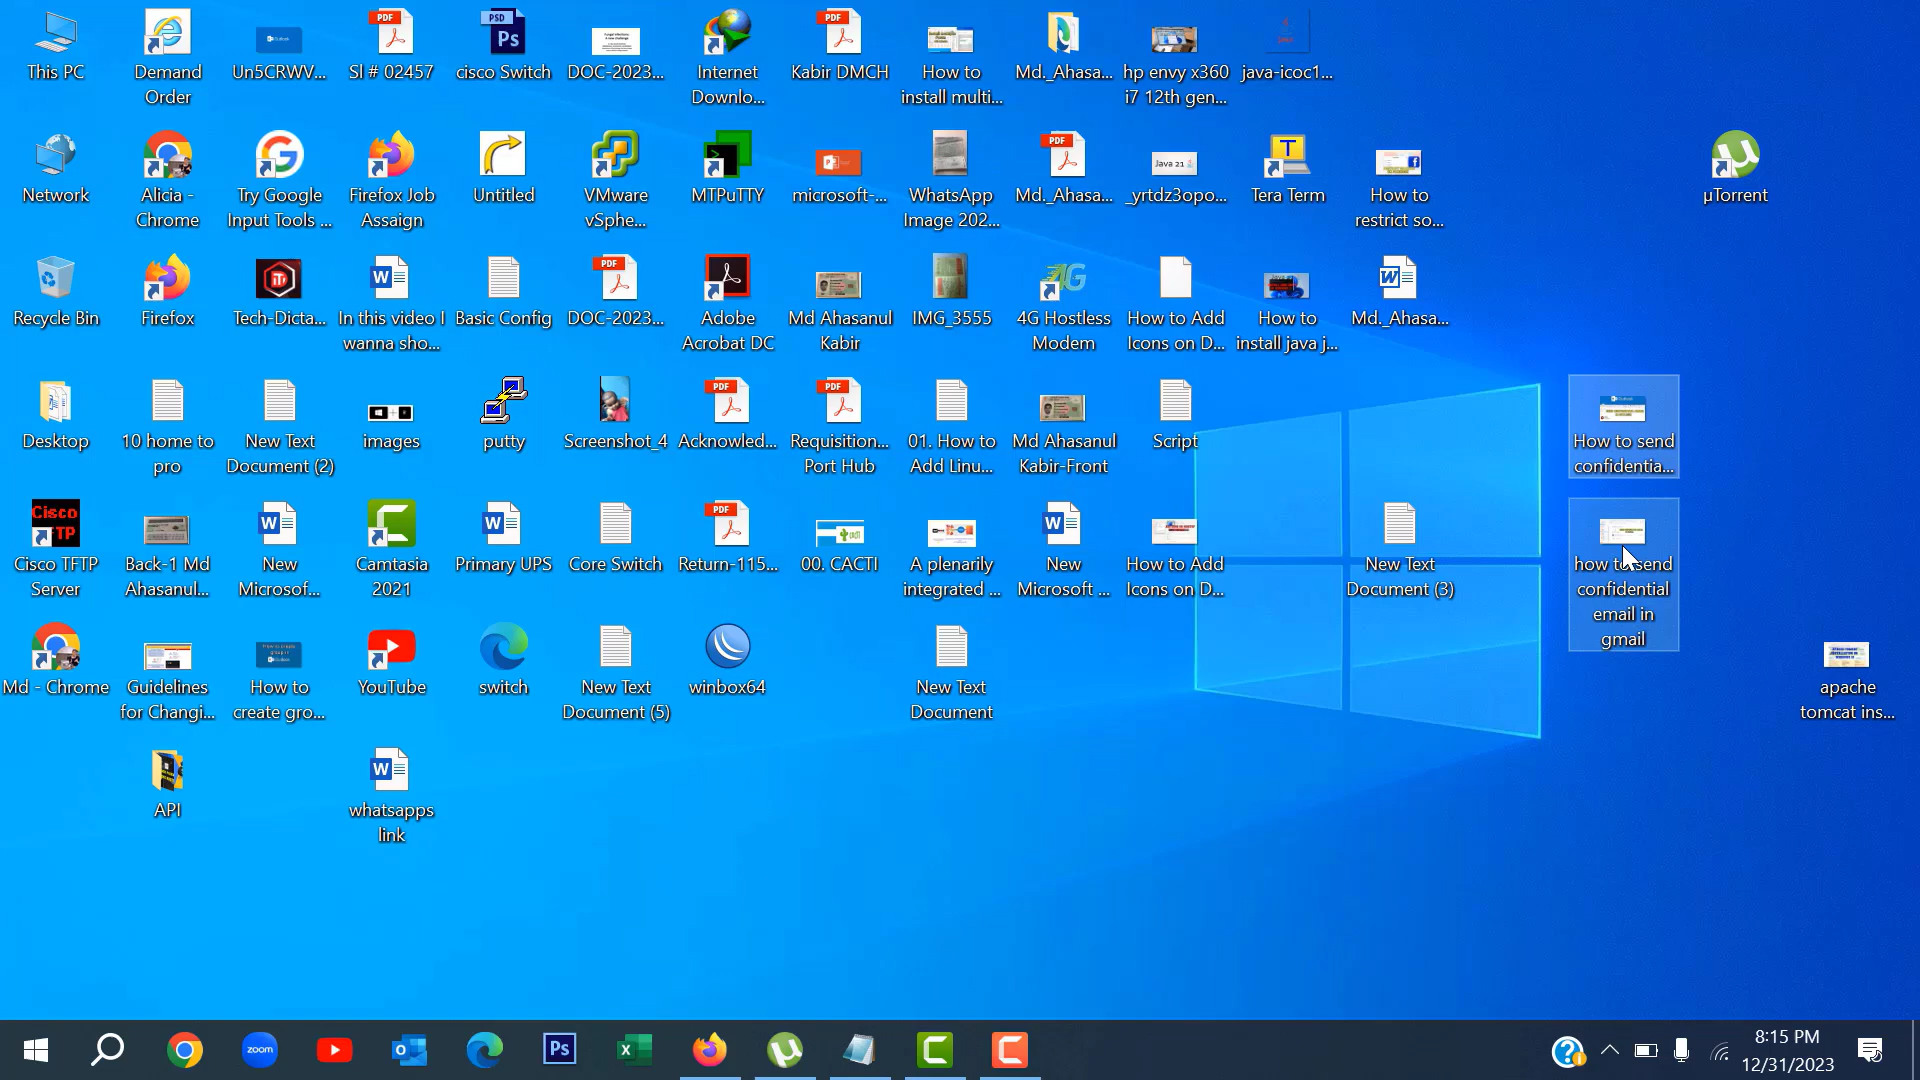 This PC
Demand
Order
Un5CRWV...
Sl # 02457
cisco Switch
DOC-2023...
Internet
Downlo...
Kabir DMCH
How to
install multi...
Md._Ahasa...
hp envy x360
i7 12th gen...
java-icoc1...
Network
Alicia -
Chrome
Try Google
Input Tools ...
Firefox Job
Assaign
Untitled
VMware
vSphe...
MTPuTTY
microsoft-...
WhatsApp
Image 202...
Md._Ahasa...
Java 21
_yrtdz3opo...
Tera Term
How to
restrict so...
µTorrent
Recycle Bin
Firefox
Tech-Dicta...
In this video I
wanna sho...
Basic Config
DOC-2023...
Adobe
Acrobat DC
Md Ahasanul
Kabir
IMG_3555
4G Hostless
Modem
How to Add
Icons on D...
How to
install java j...
Md._Ahasa...
Desktop
10 home to
pro
New Text
Document (2)
images
putty
Screenshot_4
Acknowled...
Requisition...
Port Hub
01. How to
Add Linu...
Md Ahasanul
Kabir-Front
Script
How to send
confidentia...
Cisco
Cisco TFTP
Server
Back-1 Md
Ahasanul...
New
Microsof...
Camtasia
2021
Primary UPS
Core Switch
Return-115...
00. CACTI
A plenarily
integrated ...
New
Microsoft ...
How to Add
Icons on D...
New Text
Document (3)
how to send
confidential
email in
gmail
Md - Chrome
Guidelines
for Changi...
How to
create gro...
YouTube
switch
New Text
Document (5)
winbox64
New Text
Document
apache
tomcat ins...
API
whatsapps
link
zoom
Ps
8:15 PM
12/31/2023